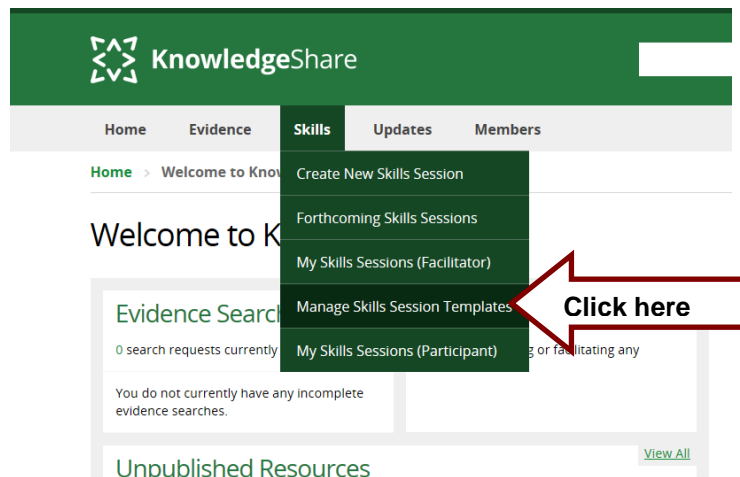 KnowledgeShare
Home Evidence Skills Updates Members
Home > Welcome to Know
Create New Skills Session
Forthcoming Skills Sessions
My Skills Sessions (Facilitator)
Manage Skills Session Templates
My Skills Sessions (Participant)
Click here
Welcome to K
Evidence Search
0 search requests currently
or facilitating any
You do not currently have any incomplete
evidence searches.
View All
Unpublished Resources